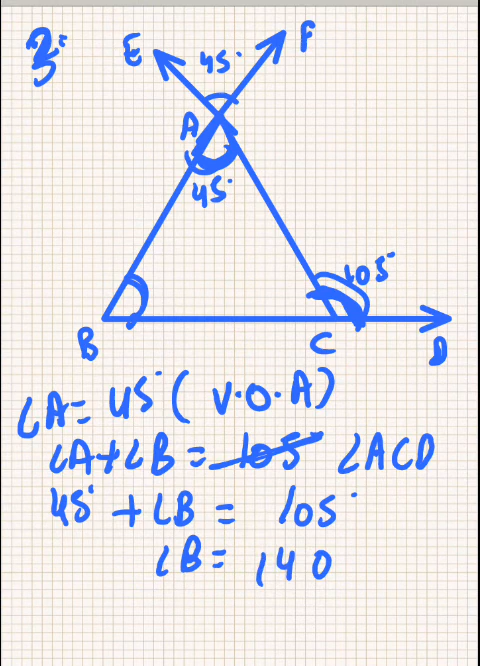 3:
E 45° F
A
45°
105°
B C D
∠A = 45° ( V.O.A)
∠A+∠B = 105 ∠ACD
45° + ∠B = 105°
∠B = 140